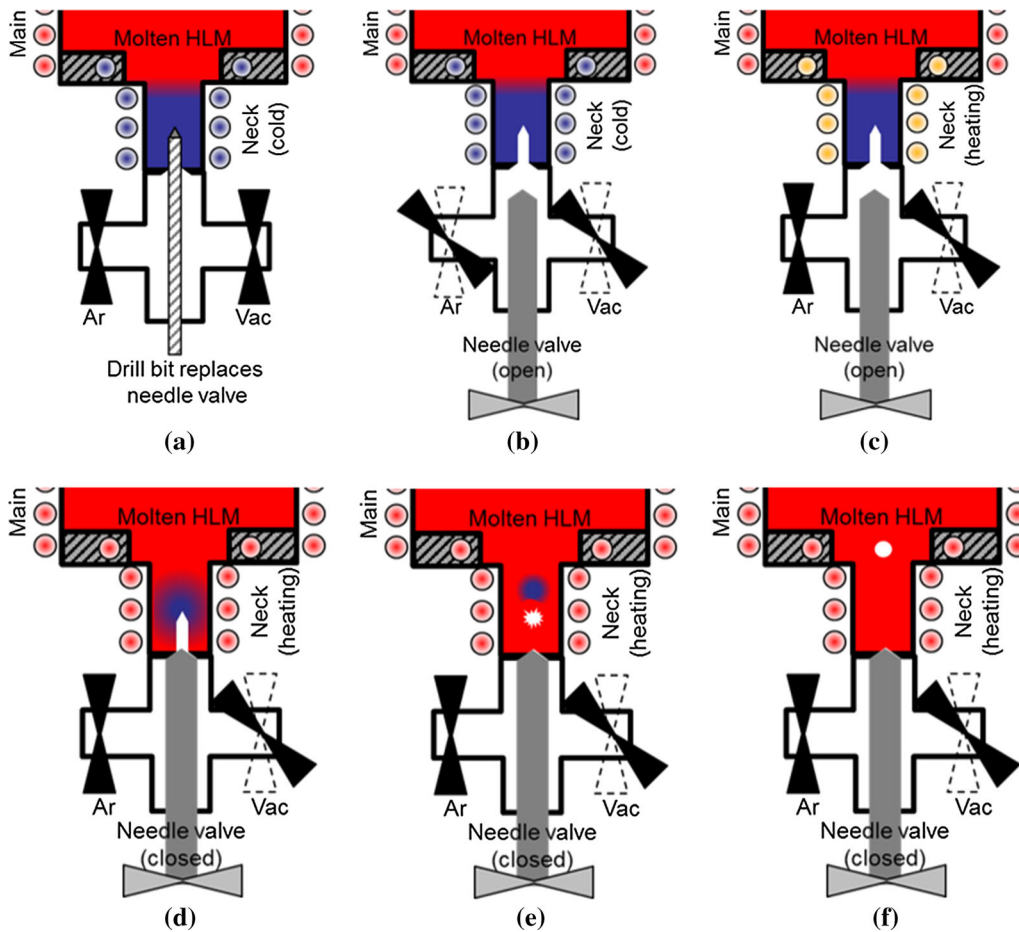 Main
Molten HLM
Neck
(cold)
Ar
Vac
Drill bit replaces
needle valve
(a)
Molten HLM
Neck
(cold)
Ar
Vac
Needle valve
(open)
(b)
Molten HLM
Neck
(heating)
Ar
Vac
Needle valve
(open)
(c)
Main
Molten HLM
Neck
(heating)
Ar
Vac
Needle valve
(closed)
(d)
Main
Molten HLM
Neck
(heating)
Ar
Vac
Needle valve
(closed)
(e)
Main
Molten HLM
Neck
(heating)
Ar
Vac
Needle valve
(closed)
(f)